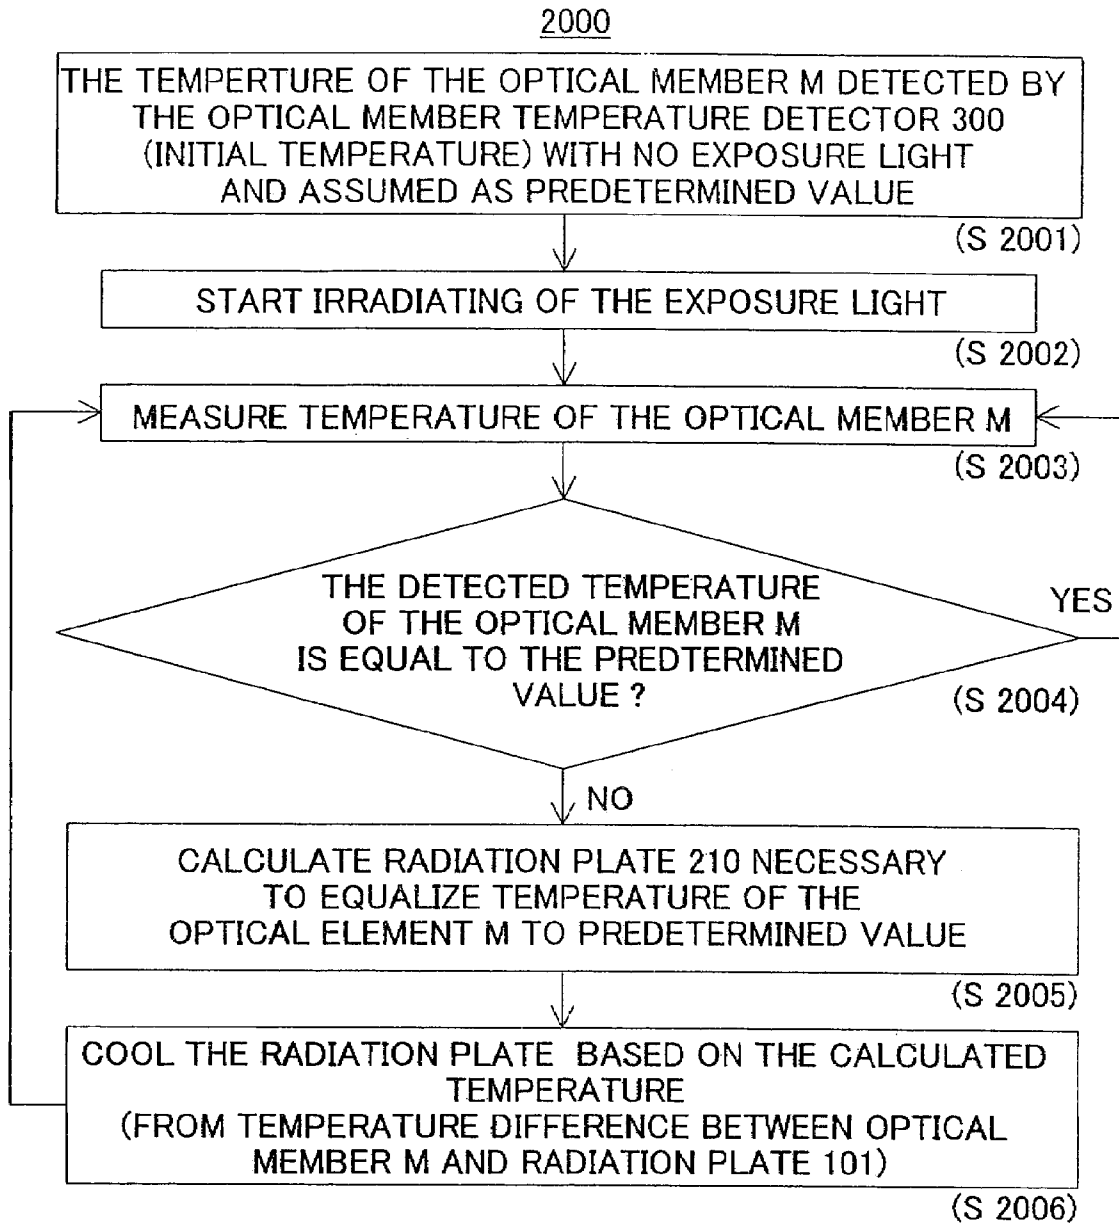 2000
THE TEMPERTURE OF THE OPTICAL MEMBER M DETECTED BY
THE OPTICAL MEMBER TEMPERATURE DETECTOR 300
(INITIAL TEMPERATURE) WITH NO EXPOSURE LIGHT
AND ASSUMED AS PREDETERMINED VALUE
(S 2001)
START IRRADIATING OF THE EXPOSURE LIGHT
(S 2002)
MEASURE TEMPERATURE OF THE OPTICAL MEMBER M
(S 2003)
THE DETECTED TEMPERATURE
OF THE OPTICAL MEMBER M
IS EQUAL TO THE PREDTERMINED
VALUE ?
YES
(S 2004)
NO
CALCULATE RADIATION PLATE 210 NECESSARY
TO EQUALIZE TEMPERATURE OF THE
OPTICAL ELEMENT M TO PREDETERMINED VALUE
(S 2005)
COOL THE RADIATION PLATE BASED ON THE CALCULATED
TEMPERATURE
(FROM TEMPERATURE DIFFERENCE BETWEEN OPTICAL
MEMBER M AND RADIATION PLATE 101)
(S 2006)